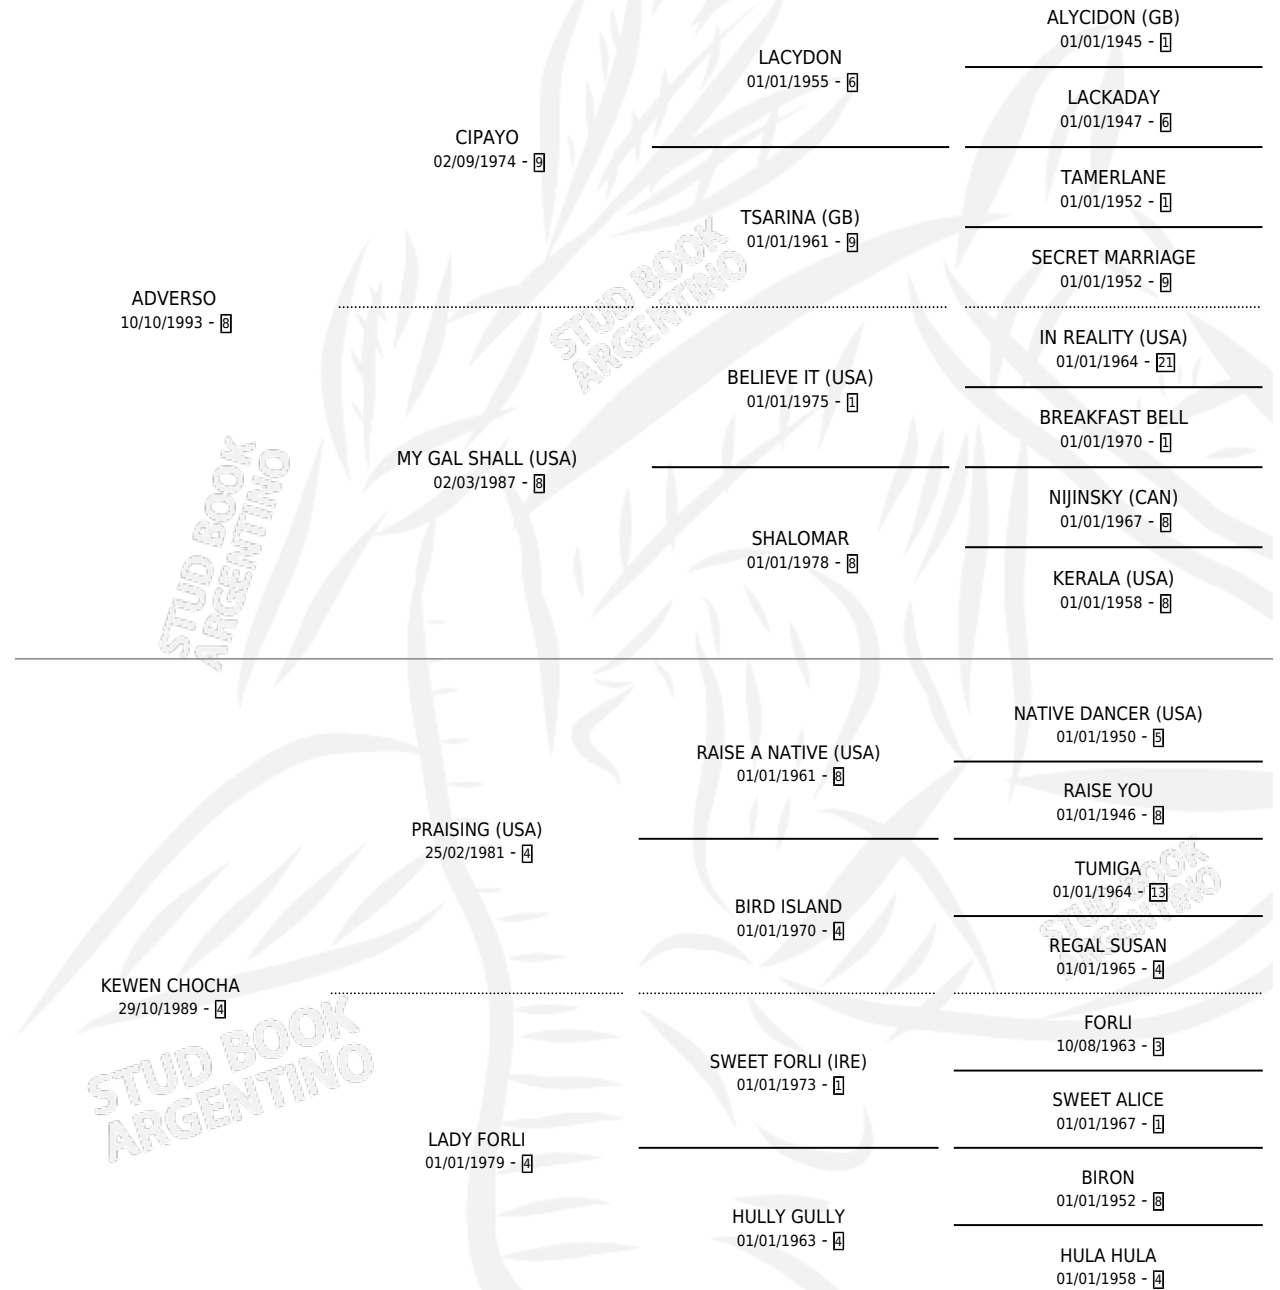 ALYCIDON (GB)
01/01/1945 - 1
LACYDON
01/01/1955 - 6
LACKADAY
01/01/1947 - 6
CIPAYO
02/09/1974 - 9
TAMERLANE
01/01/1952 - 1
TSARINA (GB)
01/01/1961 - 9
SECRET MARRIAGE
01/01/1952 - 9
ADVERSO
10/10/1993 - 8
IN REALITY (USA)
01/01/1964 - 21
BELIEVE IT (USA)
01/01/1975 - 1
BREAKFAST BELL
01/01/1970 - 1
MY GAL SHALL (USA)
02/03/1987 - 8
NIJINSKY (CAN)
01/01/1967 - 8
SHALOMAR
01/01/1978 - 8
KERALA (USA)
01/01/1958 - 8
STUD BOOK
ARGENTINO
STUD BOOK
ARGENTINO
NATIVE DANCER (USA)
01/01/1950 - 5
RAISE A NATIVE (USA)
01/01/1961 - 8
RAISE YOU
01/01/1946 - 8
PRAISING (USA)
25/02/1981 - 4
TUMIGA
01/01/1964 - 13
BIRD ISLAND
01/01/1970 - 4
REGAL SUSAN
01/01/1965 - 4
KEWEN CHOCHA
29/10/1989 - 4
FORLI
10/08/1963 - 3
SWEET FORLI (IRE)
01/01/1973 - 1
SWEET ALICE
01/01/1967 - 1
LADY FORLI
01/01/1979 - 4
BIRON
01/01/1952 - 8
HULLY GULLY
01/01/1963 - 4
HULA HULA
01/01/1958 - 4
STUD BOOK
ARGENTINO
STUD BOOK
ARGENTINO